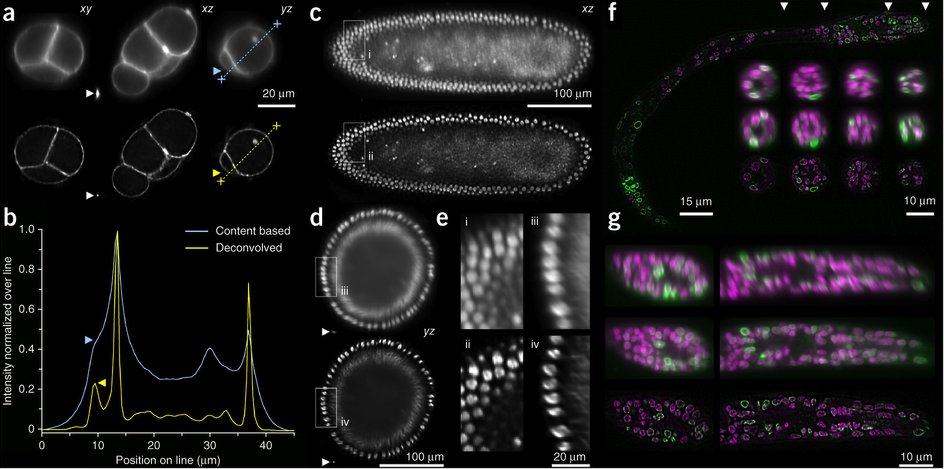 a
xy
xz
yz
20 μm
b
Intensity normalized over line
1.0
0.8
0.6
0.4
0.2
0
Content based
Deconvolved
0
10
20
30
40
Position on line (μm)
c
xz
i
100 μm
ii
d
iii
yz
iv
100 μm
e
i
iii
ii
iv
20 μm
f
15 μm
10 μm
g
10 μm